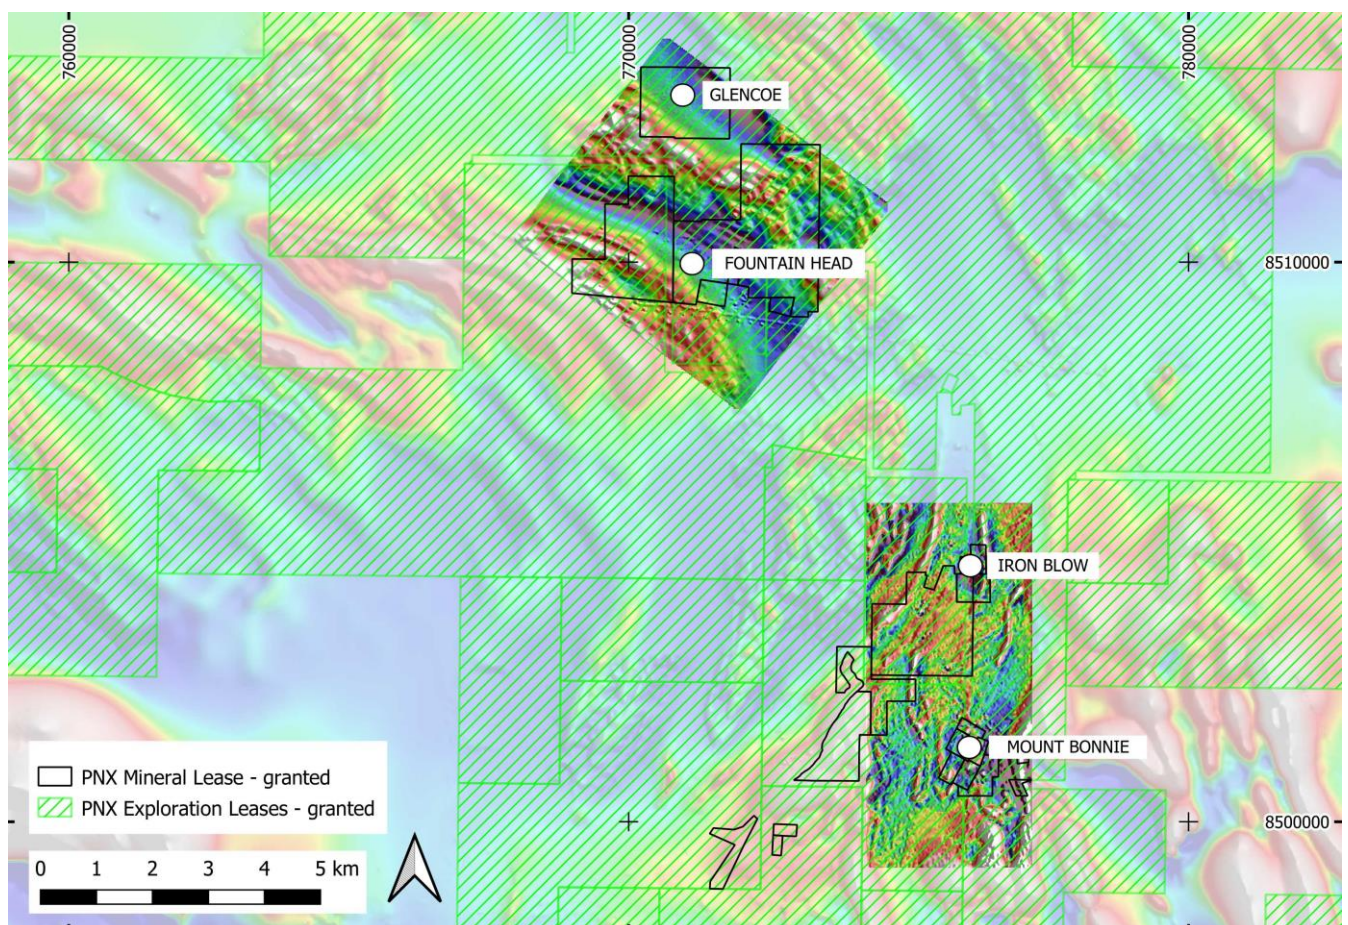 760000
770000
780000
GLENCOE
8510000
FOUNTAIN HEAD
IRON BLOW
MOUNT BONNIE
PNX Mineral Lease - granted
PNX Exploration Leases - granted
8500000
0 1 2 3 4 5 km